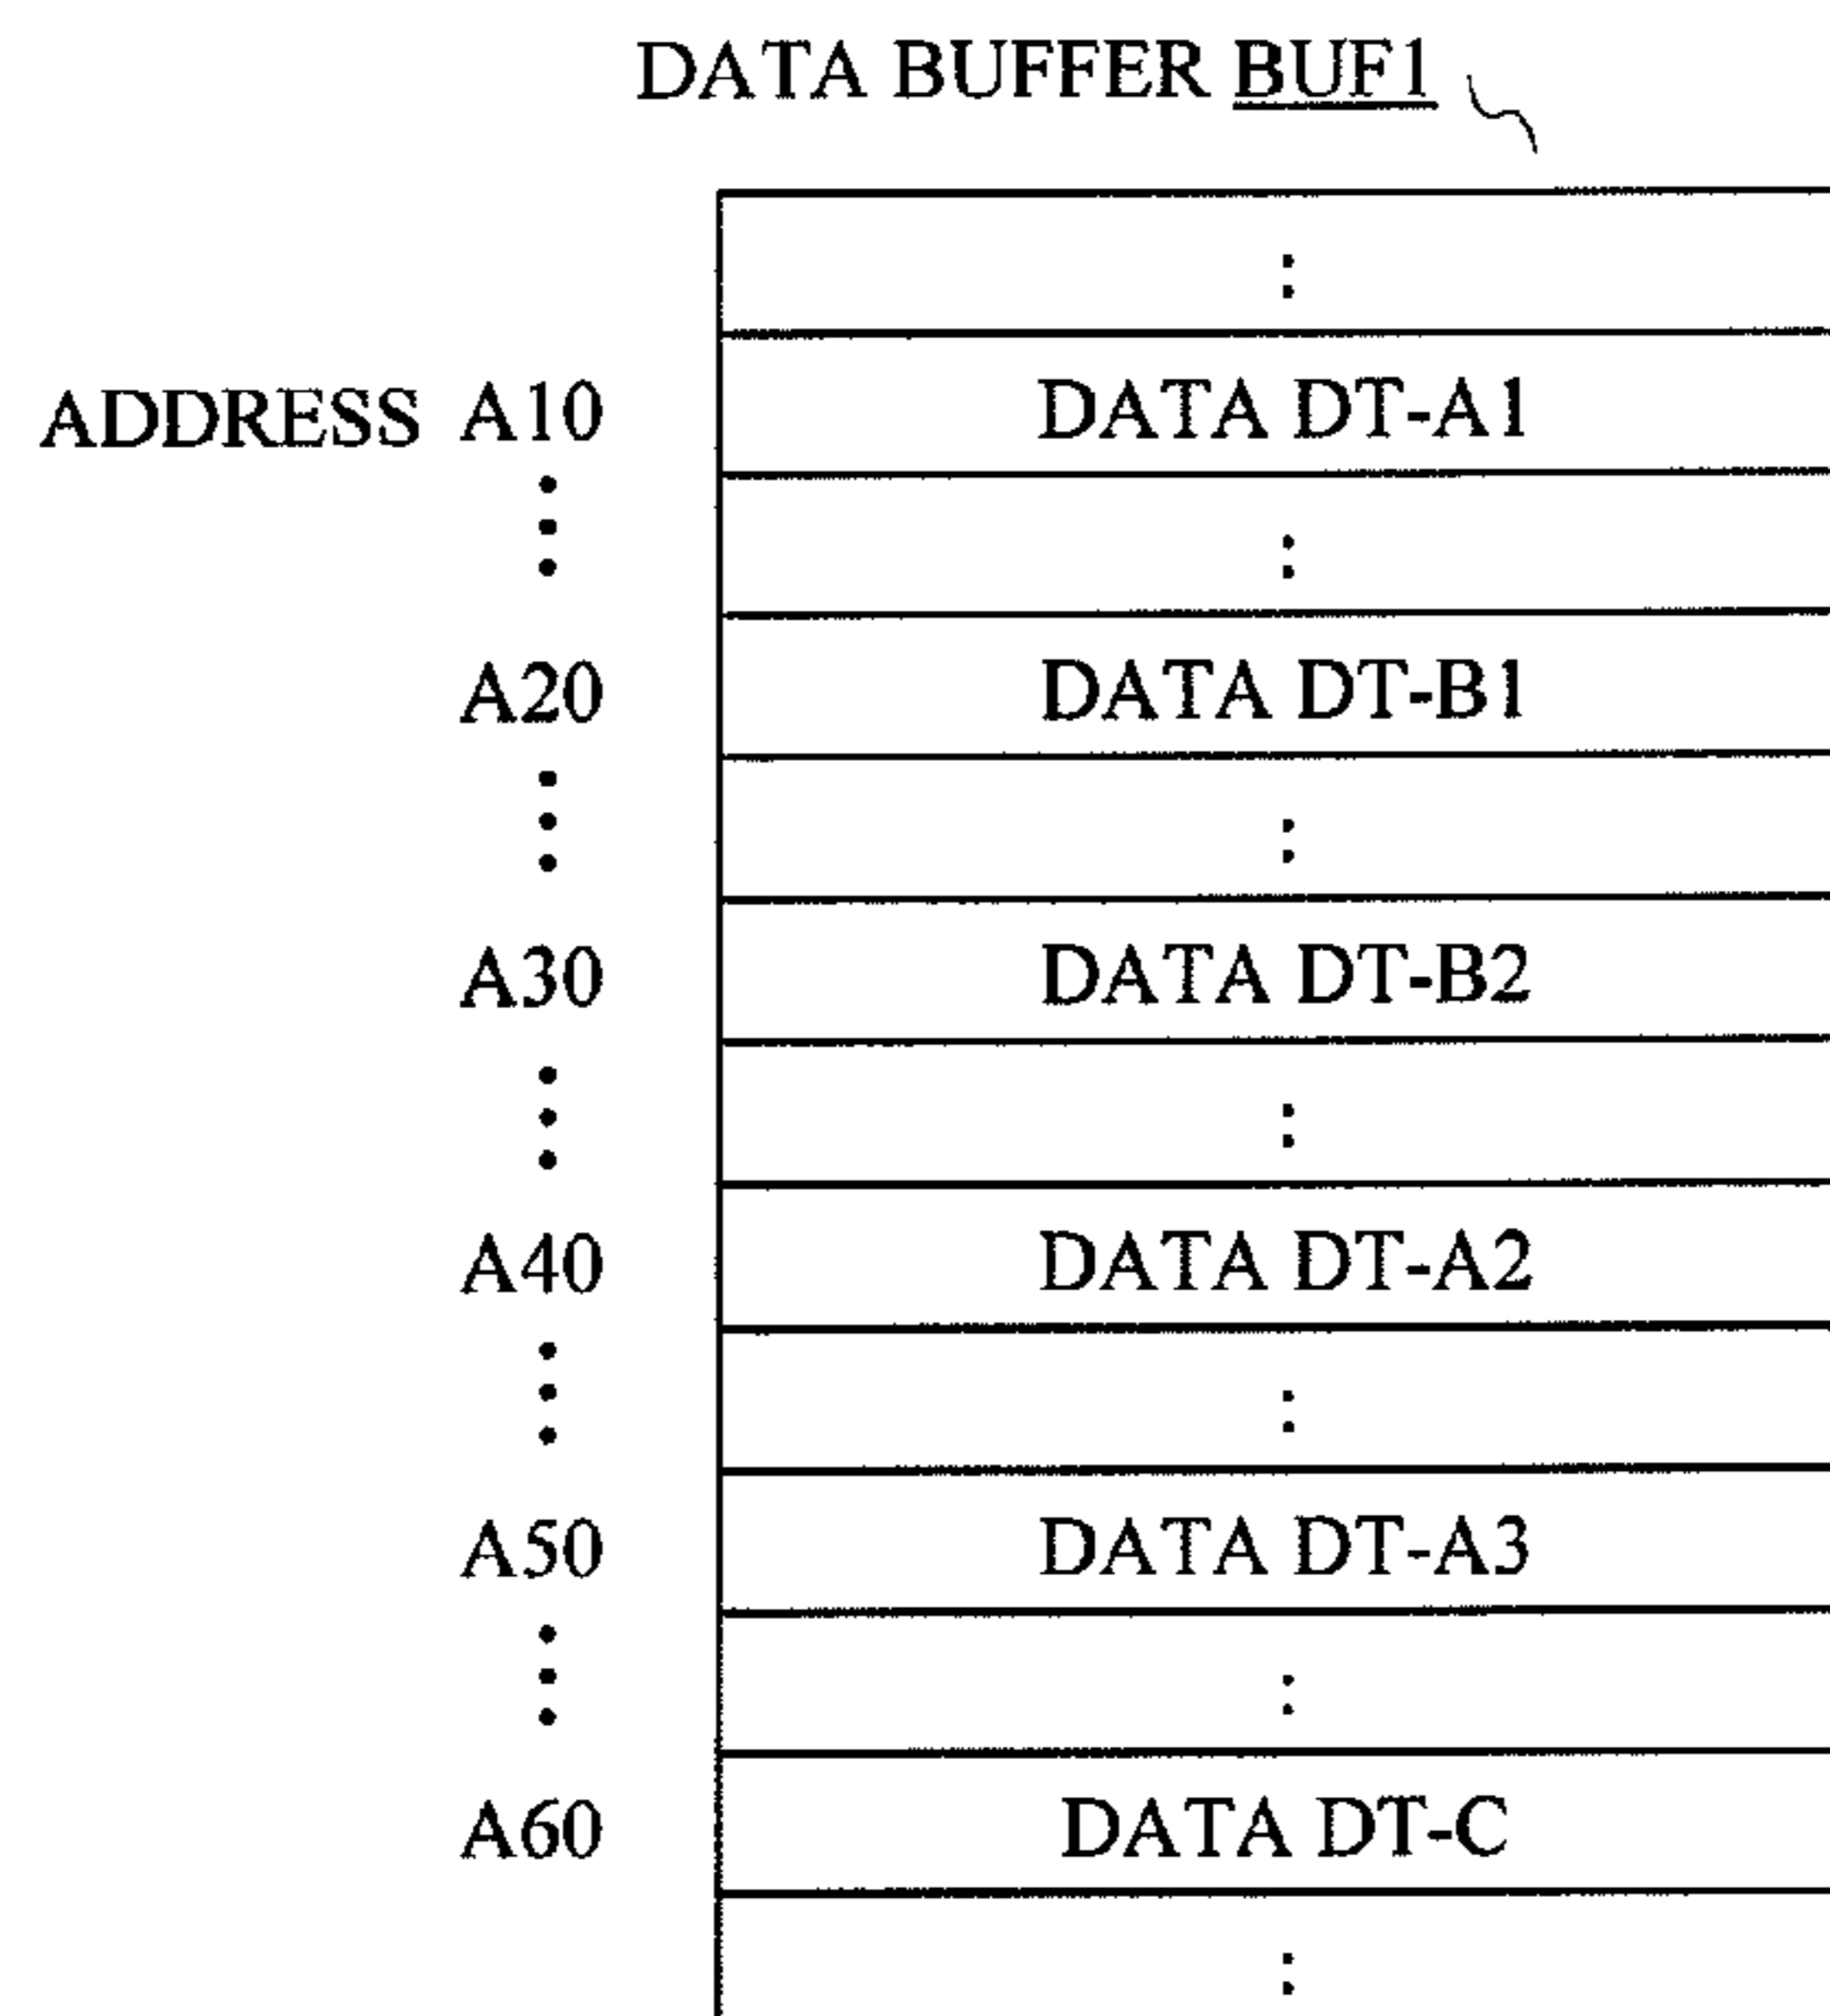 DATA BUFFER BUF1
:
ADDRESS A10 DATA DT-A1
:
A20 DATA DT-B1
:
A30 DATA DT-B2
:
A40 DATA DT-A2
:
A50 DATA DT-A3
:
A60 DATA DT-C
: